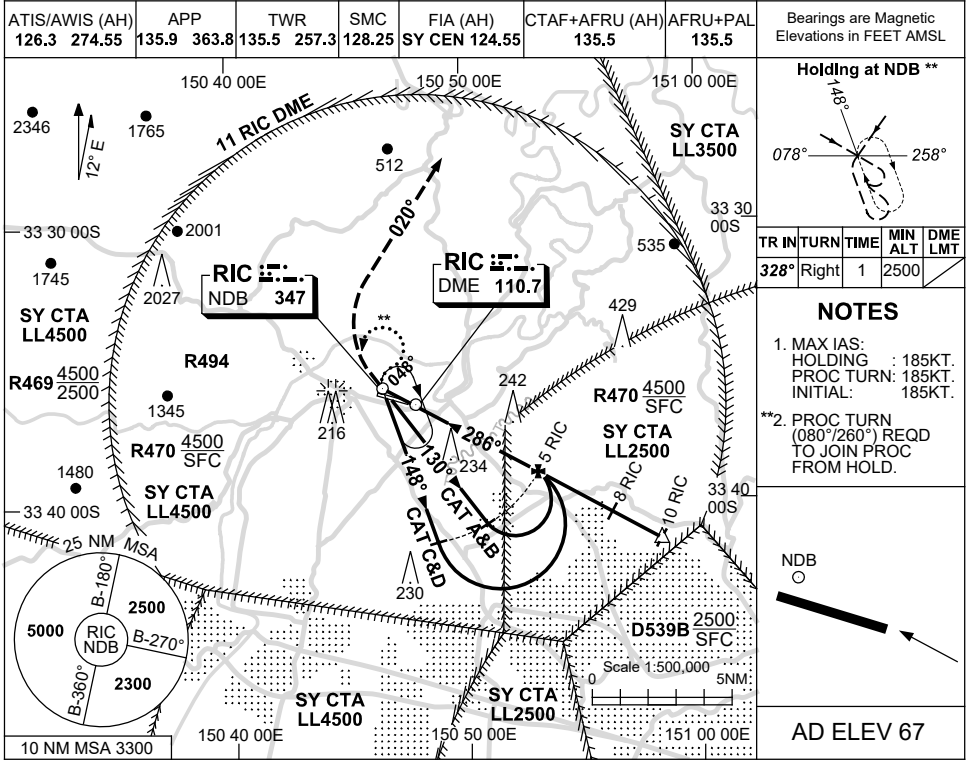 ATIS/AWIS (AH) APP TWR SMC FIA (AH) CTAF+AFRU (AH) AFRU+PAL
126.3 274.55 135.9 363.8 135.5 257.3 128.25 SY CEN 124.55 135.5 135.5
Bearings are Magnetic
Elevations in FEET AMSL
150 40 00E 150 50 00E 151 00 00E
2346
1765
12° E
11 RIC DME
512
020°
SY CTA
LL3500
33 30
00S
535
33 30 00S
2001
1745
2027
RIC
NDB 347
RIC
DME 110.7
SY CTA
LL4500
R494
**
429
R469 4500
2500
048°
242
R470 4500
SFC
1345
216
SY CTA
LL2500
286°
5 RIC
R470 4500
SFC
234
130° CAT A&B
148° CAT C&D
8 RIC
10 RIC
1480
SY CTA
LL4500
33 40
00S
33 40 00S
25 NM MSA
230
B-180°
2500
5000
RIC
NDB
B-270°
B-360°
2300
D539B 2500
SFC
Scale 1:500,000
0 5NM
SY CTA
LL4500
SY CTA
LL2500
10 NM MSA 3300
150 40 00E 150 50 00E 151 00 00E
Holding at NDB **
148°
078° 258°
TR IN TURN TIME MIN ALT DME LMT
328° Right 1 2500
NOTES
1. MAX IAS:
HOLDING : 185KT.
PROC TURN: 185KT.
INITIAL: 185KT.
**2. PROC TURN
(080°/260°) REQD
TO JOIN PROC
FROM HOLD.
NDB
AD ELEV 67